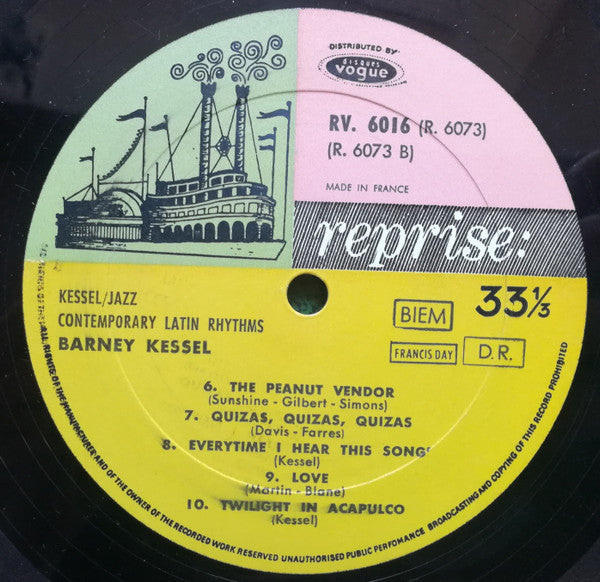 DISTRIBUTED BY
disques
vogue
RV. 6016 (R. 6073)
(R. 6073 B)
MADE IN FRANCE
reprise:
KESSEL/JAZZ
CONTEMPORARY LATIN RHYTHMS
BARNEY KESSEL
BIEM
33⅓
FRANCIS DAY
D.R.
6. THE PEANUT VENDOR
(Sunshine - Gilbert - Simons)
7. QUIZAS, QUIZAS, QUIZAS
(Davis - Farres)
8. EVERYTIME I HEAR THIS SONG
(Kessel)
9. LOVE
(Martin - Blane)
10. TWILIGHT IN ACAPULCO
(Kessel)
ALL RIGHTS OF THE MANUFACTURER AND OF THE OWNER OF THE RECORDED WORK RESERVED UNAUTHORISED PUBLIC PERFOMANCE BROADCASTING AND COPYING OF THIS RECORD PROHIBITED